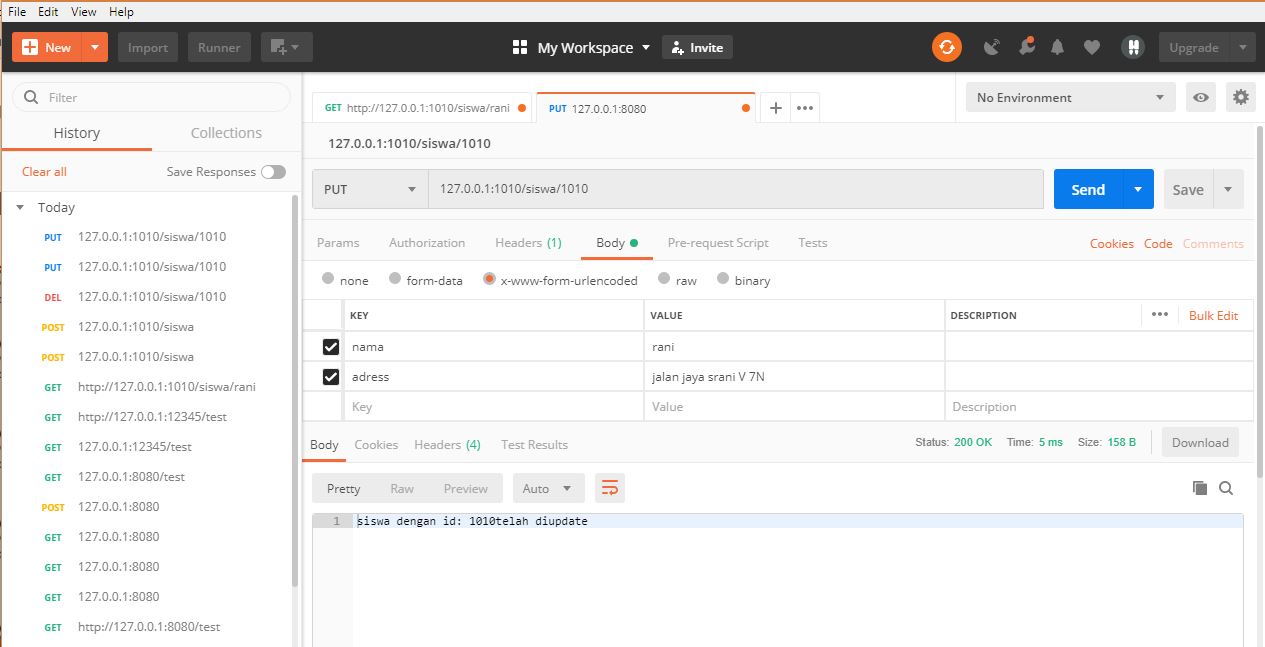 File Edit View Help
New Import Runner My Workspace Invite Upgrade
Filter
History Collections
Clear all Save Responses
Today
PUT 127.0.0.1:1010/siswa/1010
PUT 127.0.0.1:1010/siswa/1010
DEL 127.0.0.1:1010/siswa/1010
POST 127.0.0.1:1010/siswa
POST 127.0.0.1:1010/siswa
GET http://127.0.0.1:1010/siswa/rani
GET http://127.0.0.1:12345/test
GET 127.0.0.1:12345/test
GET 127.0.0.1:8080/test
POST 127.0.0.1:8080
GET 127.0.0.1:8080
GET 127.0.0.1:8080
GET 127.0.0.1:8080
GET http://127.0.0.1:8080/test
GET http://127.0.0.1:1010/siswa/rani PUT 127.0.0.1:8080 No Environment
127.0.0.1:1010/siswa/1010
PUT 127.0.0.1:1010/siswa/1010 Send Save
Params Authorization Headers (1) Body Pre-request Script Tests Cookies Code Comments
none form-data x-www-form-urlencoded raw binary
KEY VALUE DESCRIPTION Bulk Edit
nama rani
adress jalan jaya srani V 7N
Key Value Description
Body Cookies Headers (4) Test Results Status: 200 OK Time: 5 ms Size: 158 B Download
Pretty Raw Preview Auto
1 siswa dengan id: 1010telah diupdate